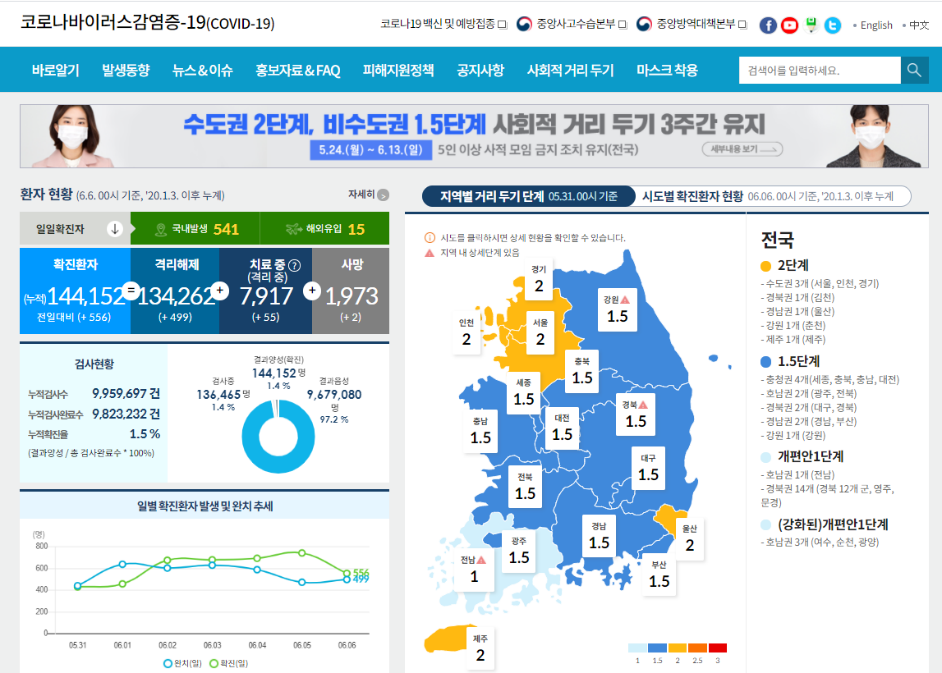 코로나바이러스감염증-19(COVID-19)
코로나19 백신 및 예방접종 중앙사고수습본부 중앙방역대책본부 English 中文
바로알기 발생동향 뉴스&이슈 홍보자료&FAQ 피해지원정책 공지사항 사회적 거리 두기 마스크 착용 검색어를 입력하세요.
수도권 2단계, 비수도권 1.5단계 사회적 거리 두기 3주간 유지
5.24.(월) ~ 6.13.(일) 5인 이상 사적 모임 금지 조치 유지(전국) 세부내용 보기
환자 현황 (6.6. 00시 기준, '20.1.3. 이후 누계) 자세히
일일확진자 국내발생 541 해외유입 15
확진환자 격리해제 치료 중 ? 사망
(격리 중)
(누적)144,152 = 134,262 + 7,917 + 1,973
전일대비 (+ 556) (+ 499) (+ 55) (+ 2)
검사현황
누적검사수 9,959,697 건
누적검사완료수 9,823,232 건
누적확진율 1.5 %
(결과양성 / 총 검사완료수 * 100%)
결과양성(확진)
144,152 명
1.4 %
검사중
136,465 명
1.4 %
결과음성
9,679,080
명
97.2 %
일별 확진환자 발생 및 완치 추세
(명)
800
600
400
200
0
556
499
05.31 06.01 06.02 06.03 06.04 06.05 06.06
완치(일) 확진(일)
지역별 거리 두기 단계 05.31. 00시 기준 시도별 확진환자 현황 06.06. 00시 기준, '20.1.3. 이후 누계
시도를 클릭하시면 상세 현황을 확인할 수 있습니다.
지역 내 상세단계 있음
경기
2
강원
1.5
서울
2
인천
2
충북
1.5
세종
1.5
경북
1.5
대전
1.5
충남
1.5
대구
1.5
전북
1.5
경남
1.5
울산
2
광주
1.5
전남
1
부산
1.5
제주
2
1 1.5 2 2.5 3
전국
2단계
- 수도권 3개 (서울, 인천, 경기)
- 경북권 1개 (김천)
- 경남권 1개 (울산)
- 강원 1개 (춘천)
- 제주 1개 (제주)
1.5단계
- 충청권 4개 (세종, 충북, 충남, 대전)
- 호남권 2개 (광주, 전북)
- 경북권 2개 (대구, 경북)
- 경남권 2개 (경남, 부산)
- 강원 1개 (강원)
개편안1단계
- 호남권 1개 (전남)
- 경북권 14개 (경북 12개 군, 영주,
문경)
(강화된)개편안1단계
- 호남권 3개 (여수, 순천, 광양)